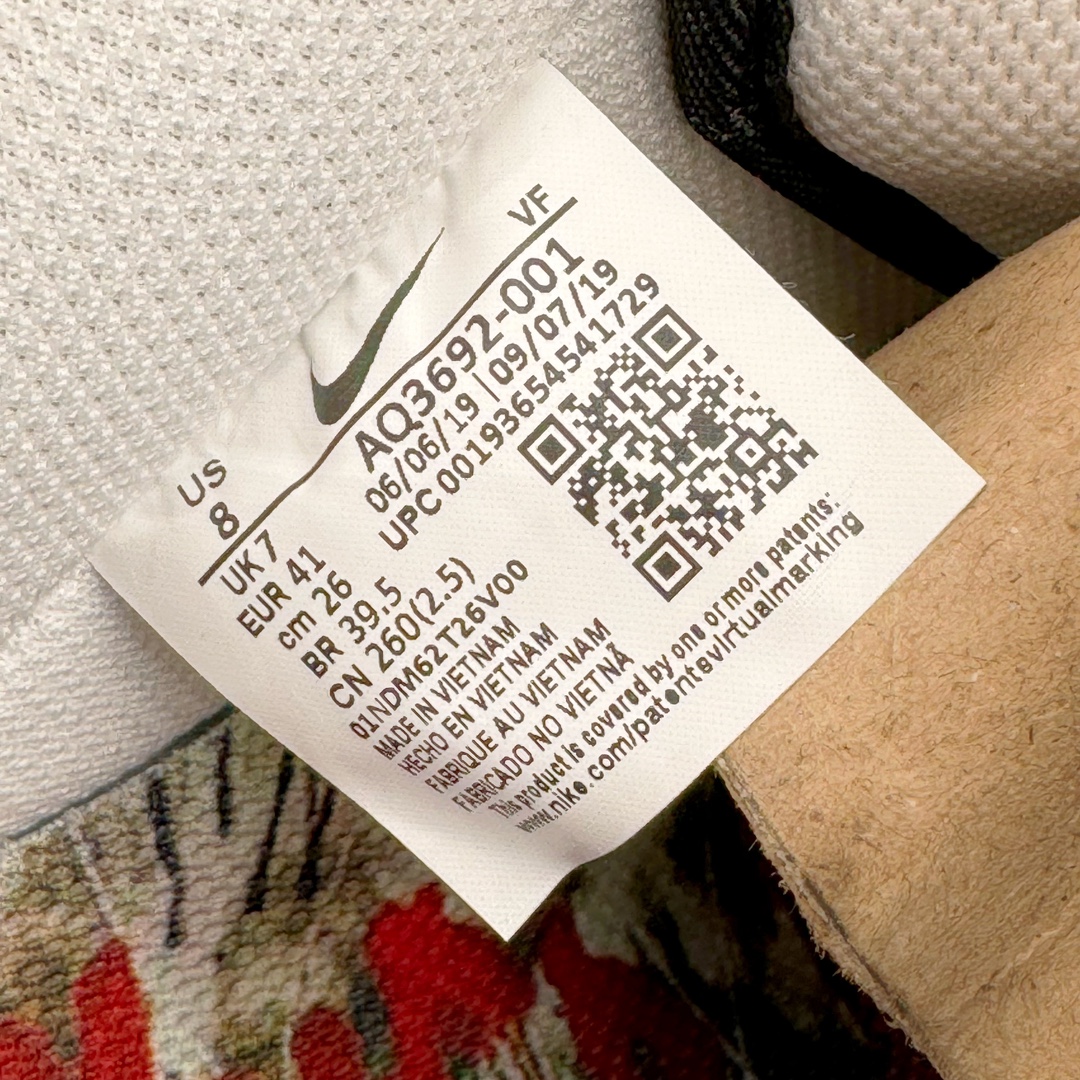 US
8
VF
UK 7
EUR 41
cm 26
BR 39.5
CN 260(2.5)
AQ3692-001
06/06/19 | 09/07/19
UPC 00193654541729
01NDM62T26V00
MADE IN VIETNAM
HECHO EN VIETNAM
FABRIQUE AU VIETNAM
FABRICADO NO VIETNÃ
This product is covered by one or more patents:
www.nike.com/patentsvirtualmarking